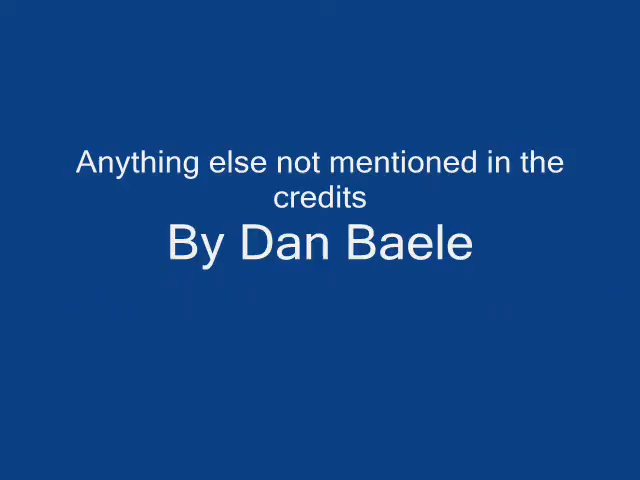 Anything else not mentioned in the
credits
By Dan Baele